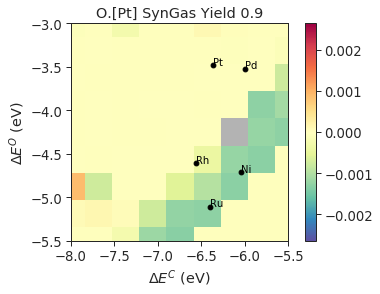 O.[Pt] SynGas Yield 0.9
ΔE^O (eV)
−3.0
−3.5
−4.0
−4.5
−5.0
−5.5
Pt
Pd
Rh
Ni
Ru
−8.0 −7.5 −7.0 −6.5 −6.0 −5.5
ΔE^C (eV)
0.002
0.001
0.000
−0.001
−0.002